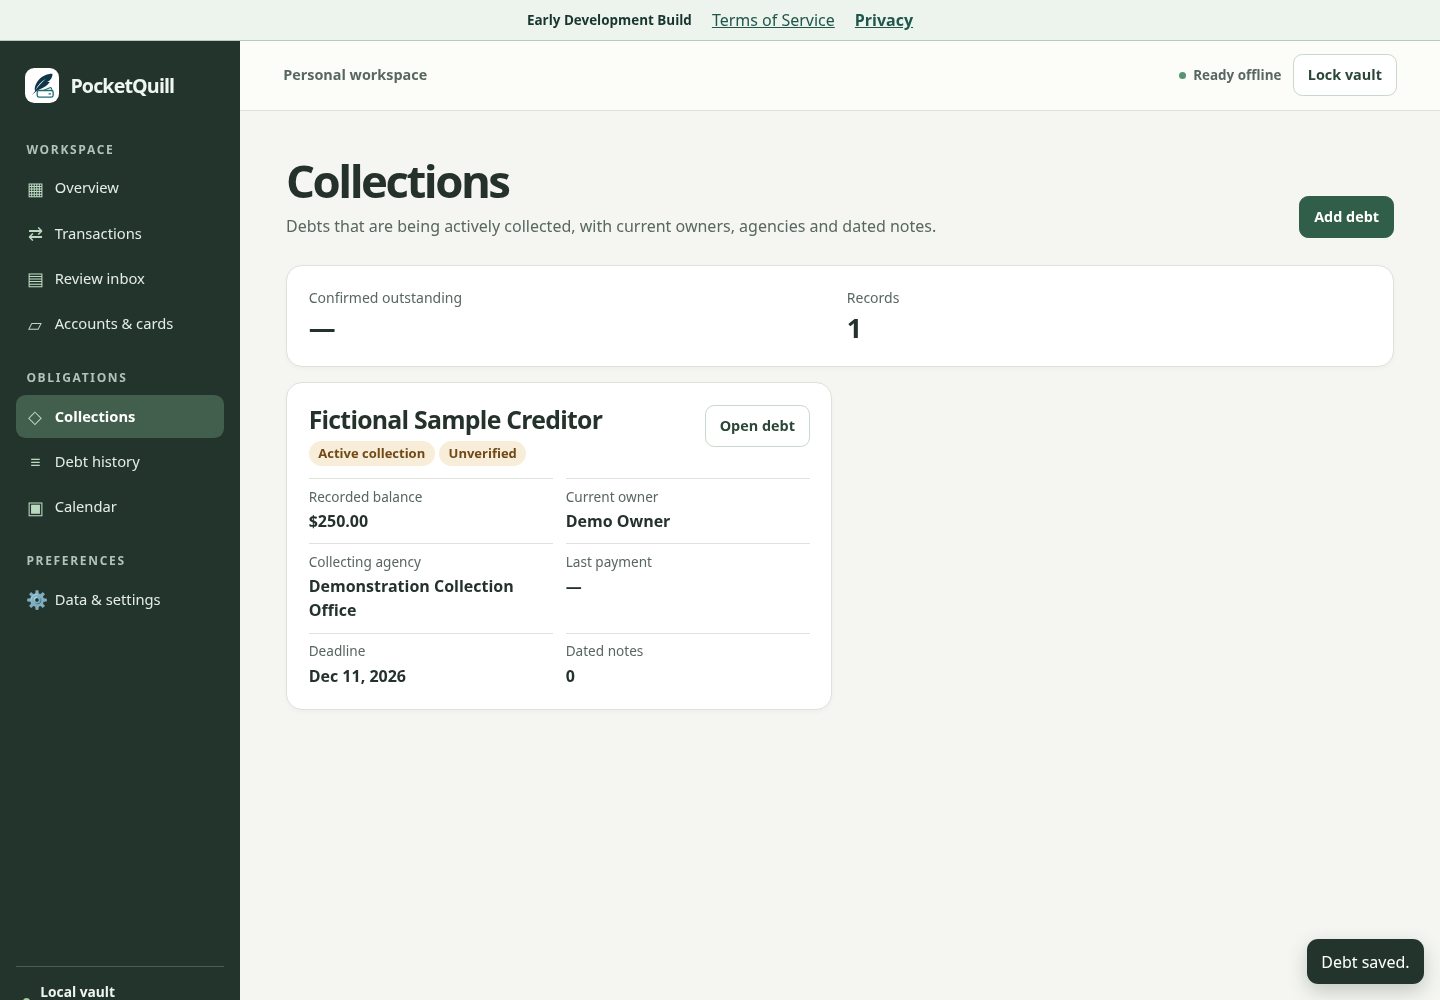 Early Development Build Terms of Service Privacy
PocketQuill
Personal workspace
Ready offline
Lock vault
WORKSPACE
Overview
Transactions
Review inbox
Accounts & cards
OBLIGATIONS
Collections
Debt history
Calendar
PREFERENCES
Data & settings
Local vault
Collections
Debts that are being actively collected, with current owners, agencies and dated notes.
Add debt
Confirmed outstanding
—
Records
1
Fictional Sample Creditor
Open debt
Active collection Unverified
Recorded balance
$250.00
Current owner
Demo Owner
Collecting agency
Demonstration Collection
Office
Last payment
—
Deadline
Dec 11, 2026
Dated notes
0
Debt saved.